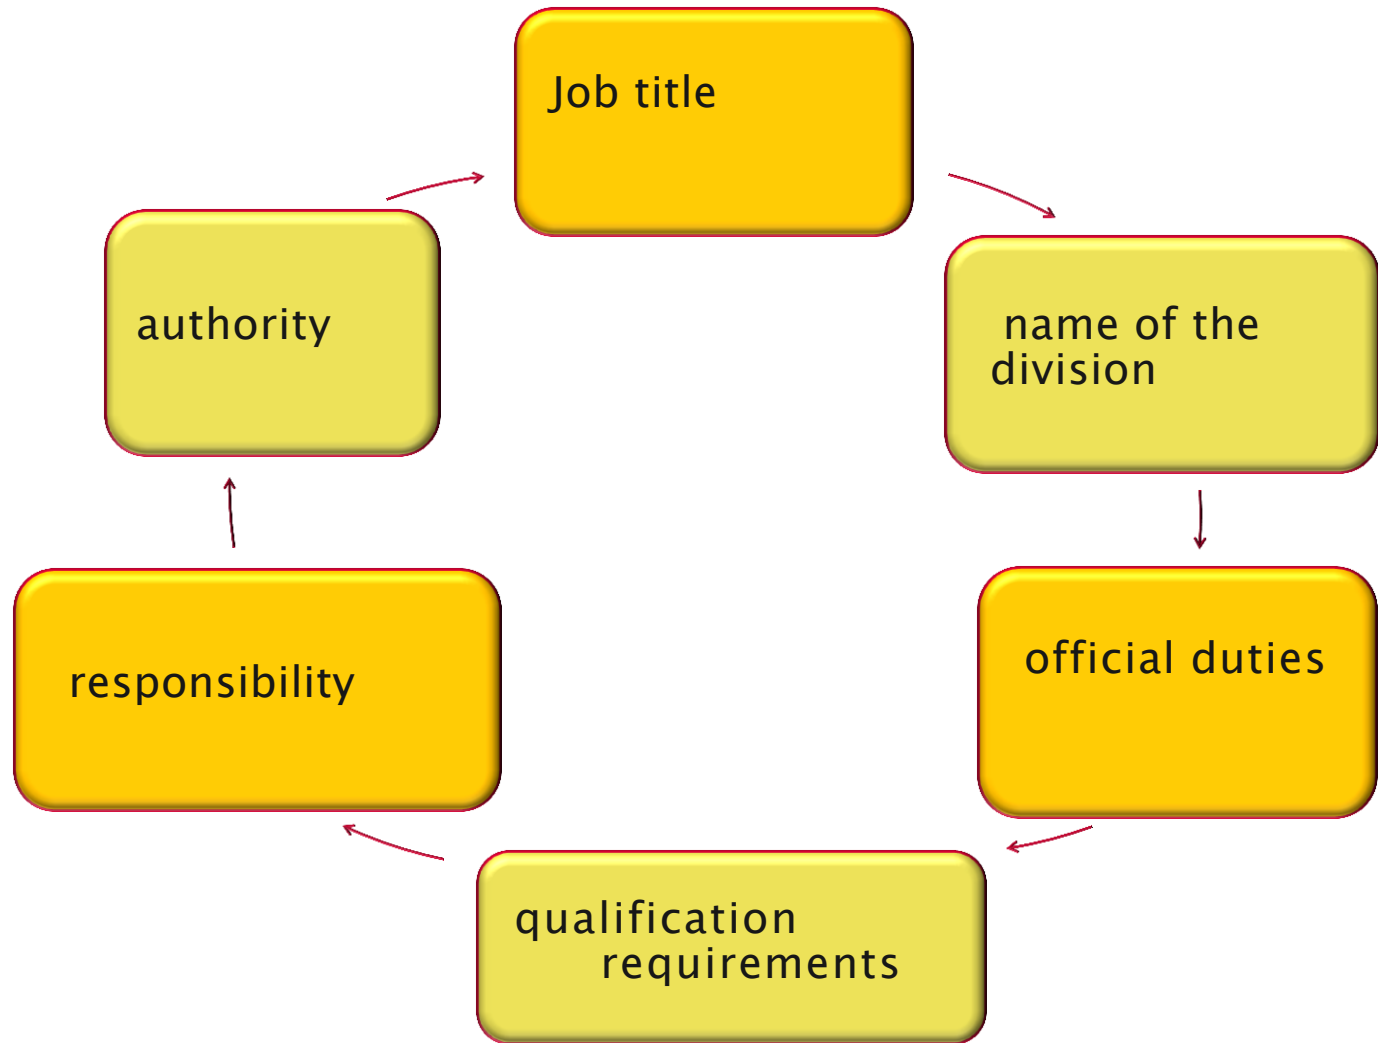 Job title
name of the
division
official duties
qualification
requirements
responsibility
authority